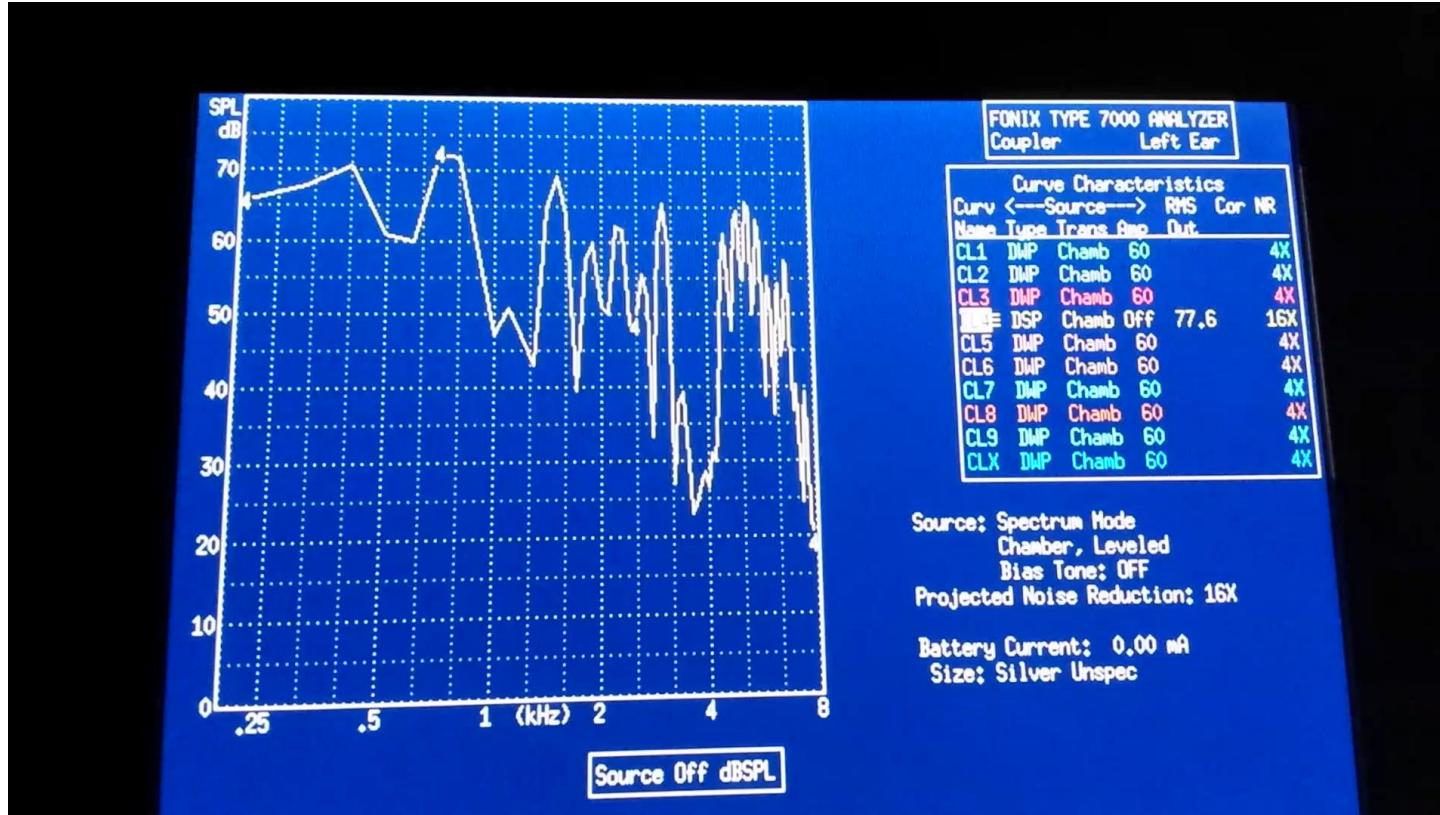 SPL
dB
70
60
50
40
30
20
10
0
4
4
4
.25 .5 1 (kHz) 2 4 8
Source Off dBSPL
FONIX TYPE 7000 ANALYZER
Coupler Left Ear
Curve Characteristics
Curv <---Source---> RMS Cor NR
Name Type Trans Amp Out
CL1 DWP Chamb 60 4X
CL2 DWP Chamb 60 4X
CL3 DWP Chamb 60 4X
DSP Chamb Off 77.6 16X
CL5 DWP Chamb 60 4X
CL6 DWP Chamb 60 4X
CL7 DWP Chamb 60 4X
CL8 DWP Chamb 60 4X
CL9 DWP Chamb 60 4X
CLX DWP Chamb 60 4X
Source: Spectrum Mode
Chamber, Leveled
Bias Tone: OFF
Projected Noise Reduction: 16X
Battery Current: 0.00 mA
Size: Silver Unspec